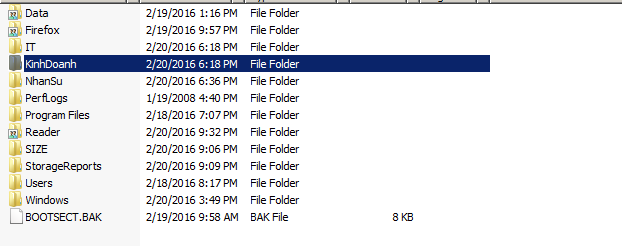 Data 2/19/2016 1:16 PM File Folder
Firefox 2/19/2016 9:57 PM File Folder
IT 2/20/2016 6:18 PM File Folder
KinhDoanh 2/20/2016 6:18 PM File Folder
NhanSu 2/20/2016 6:36 PM File Folder
PerfLogs 1/19/2008 4:40 PM File Folder
Program Files 2/18/2016 7:07 PM File Folder
Reader 2/20/2016 9:32 PM File Folder
SIZE 2/20/2016 9:06 PM File Folder
StorageReports 2/20/2016 9:09 PM File Folder
Users 2/18/2016 8:17 PM File Folder
Windows 2/20/2016 3:49 PM File Folder
BOOTSECT.BAK 2/19/2016 9:58 AM BAK File 8 KB